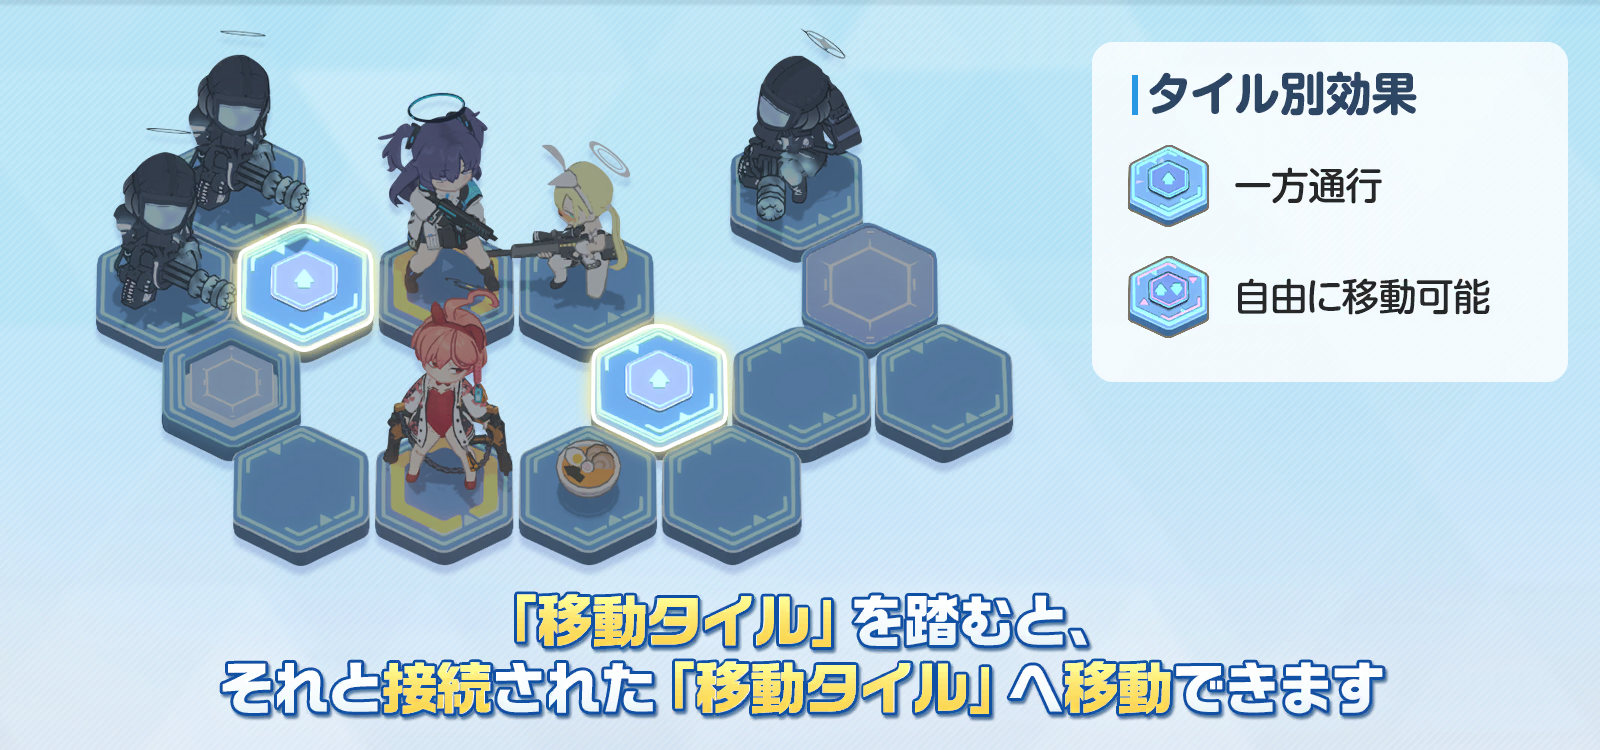 タイル別効果
一方通行
自由に移動可能
「移動タイル」を踏むと、
それと接続された「移動タイル」へ移動できます